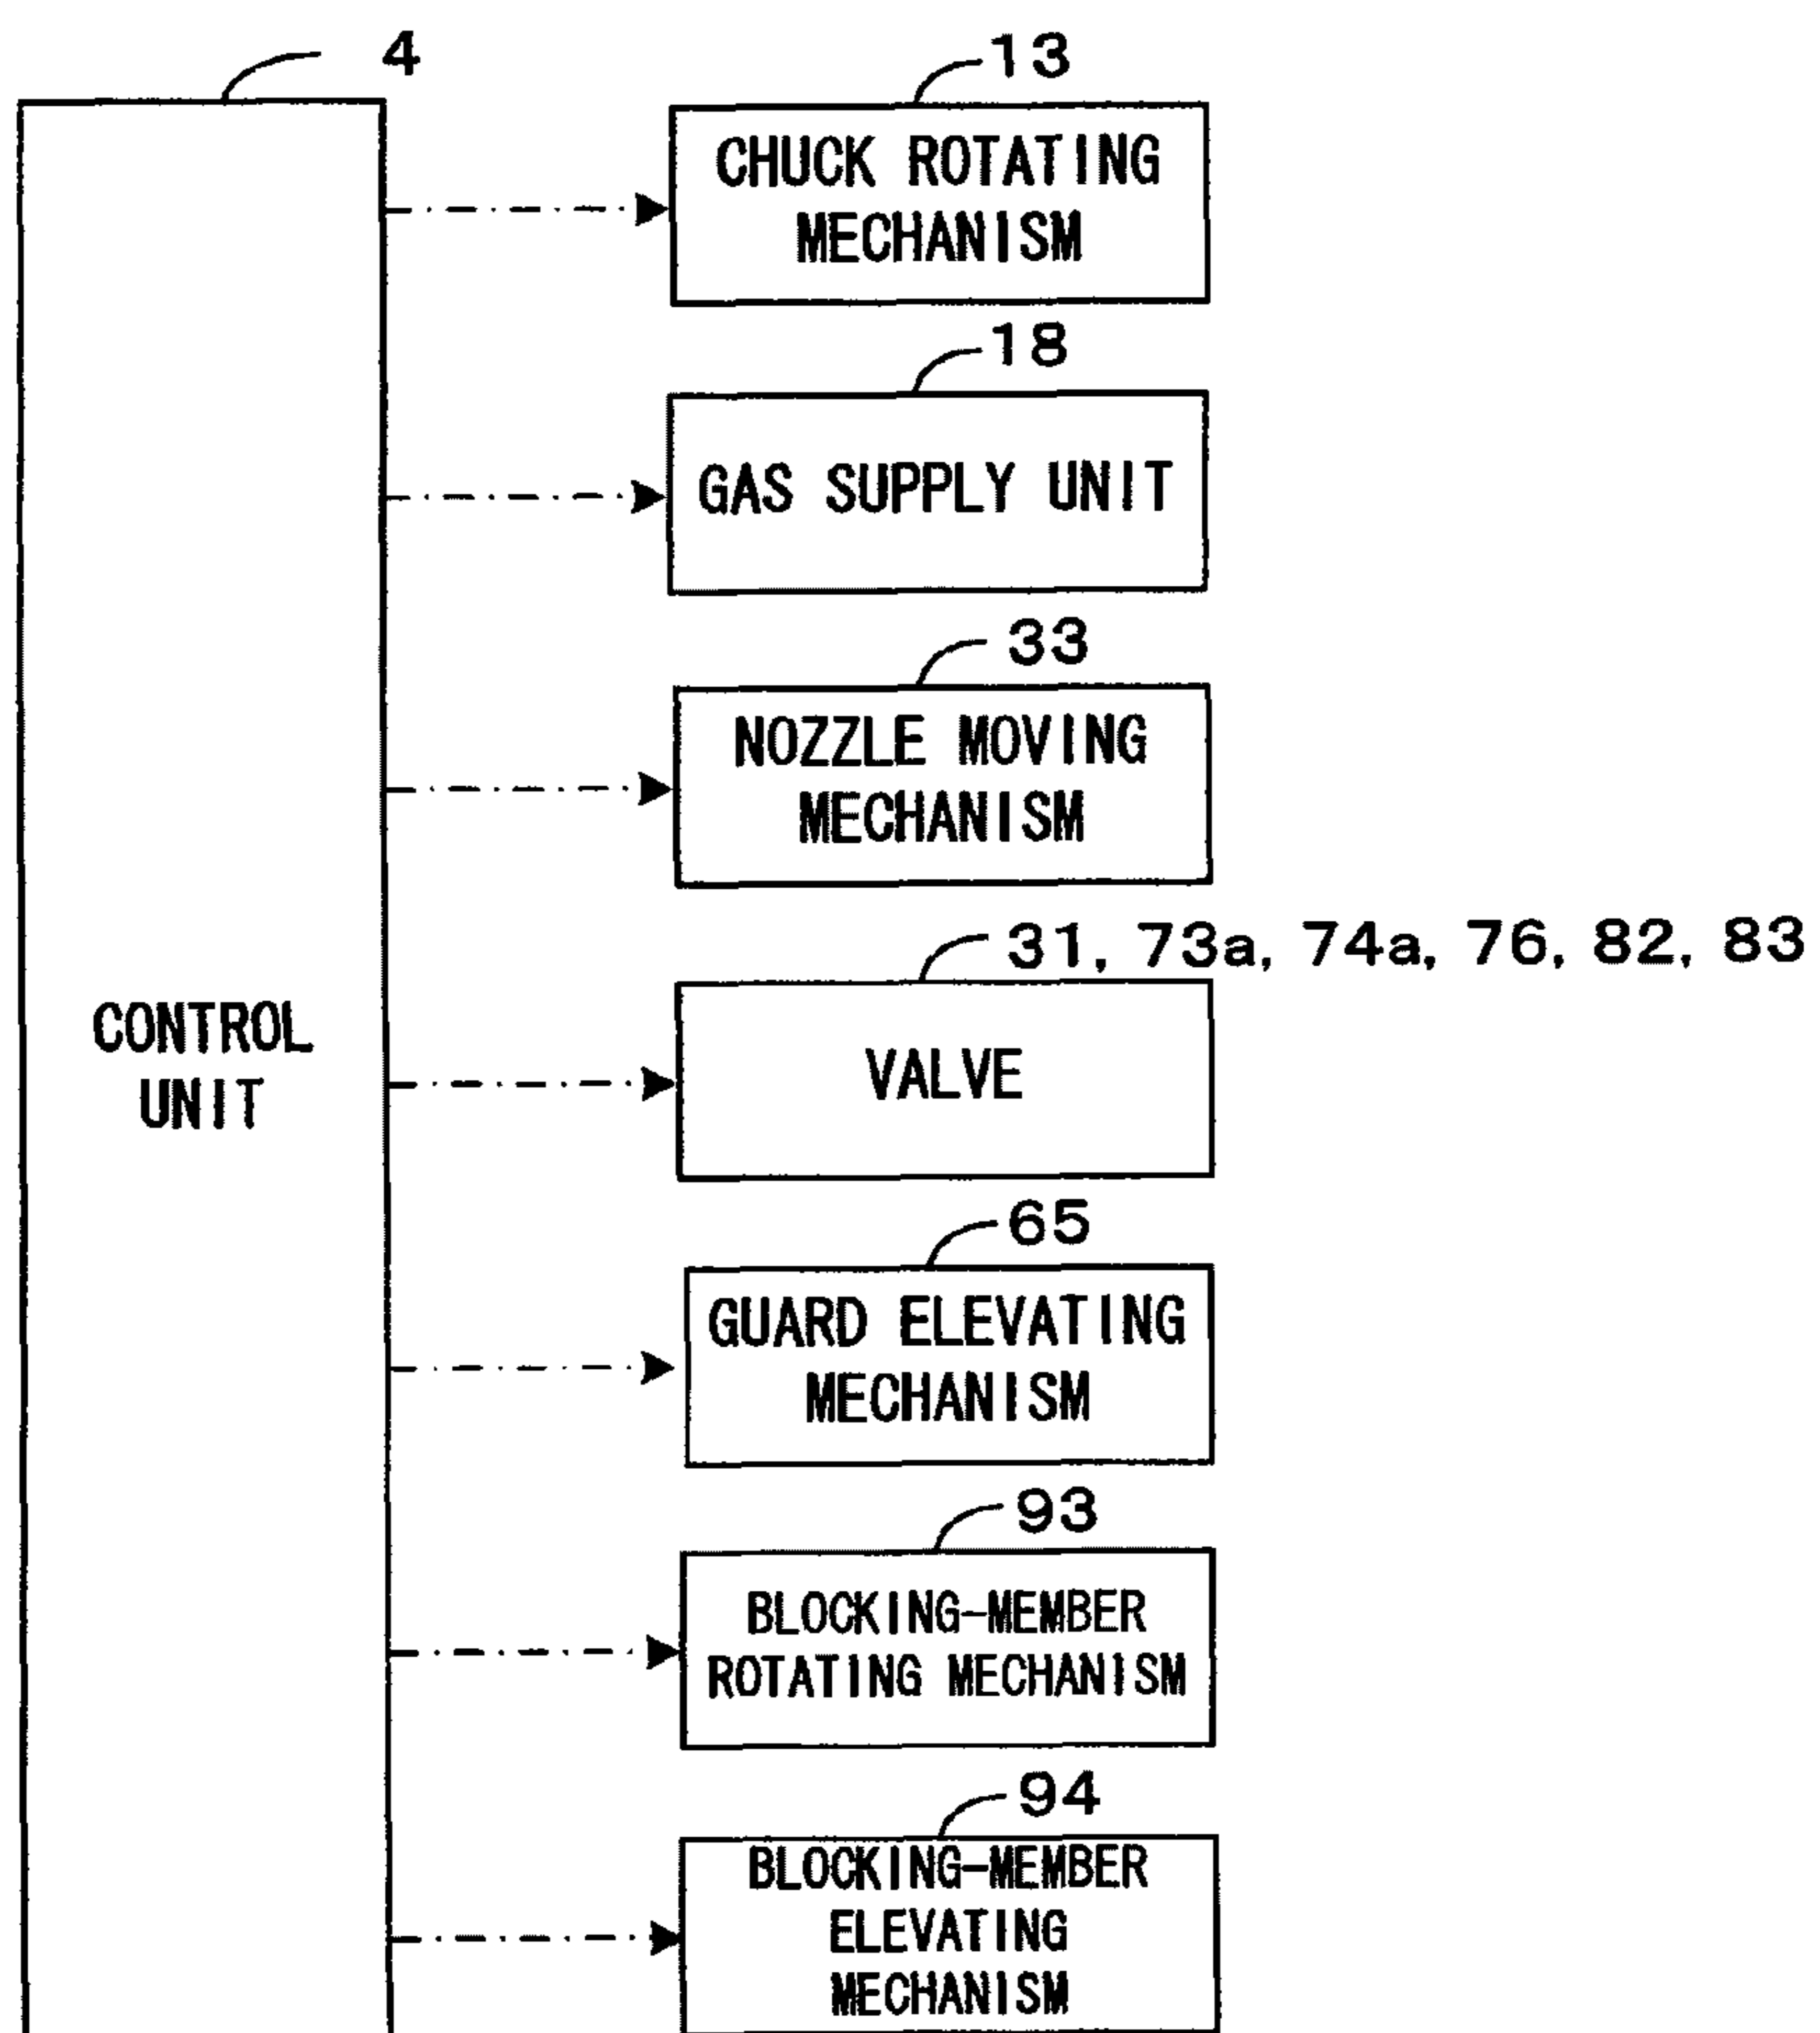 4
CONTROL
UNIT
13
CHUCK ROTATING
MECHANISM
18
GAS SUPPLY UNIT
33
NOZZLE MOVING
MECHANISM
31, 73a, 74a, 76, 82, 83
VALVE
65
GUARD ELEVATING
MECHANISM
93
BLOCKING-MEMBER
ROTATING MECHANISM
94
BLOCKING-MEMBER
ELEVATING
MECHANISM